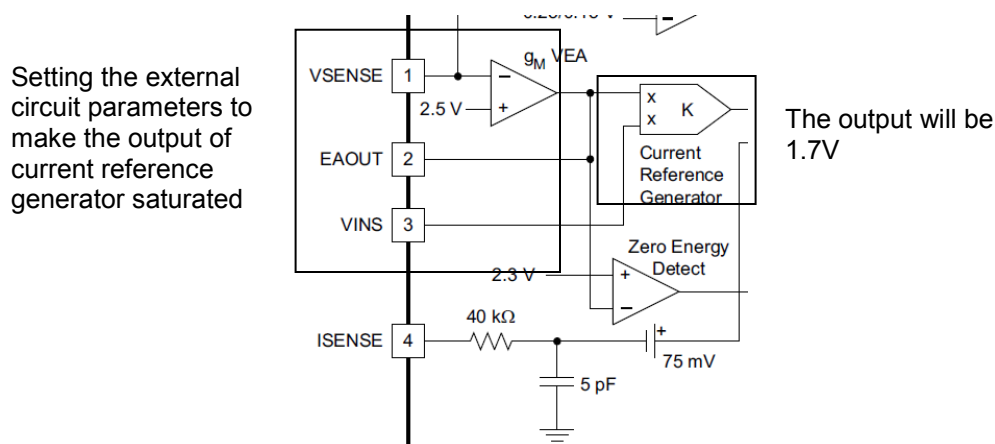 Setting the external
circuit parameters to
make the output of
current reference
generator saturated
gM VEA
VSENSE 1
2.5 V
− +
EAOUT 2
VINS 3
x
x
K
Current
Reference
Generator
The output will be
1.7V
Zero Energy
Detect
2.3 V
+
−
ISENSE 4
40 kΩ
+
75 mV
5 pF